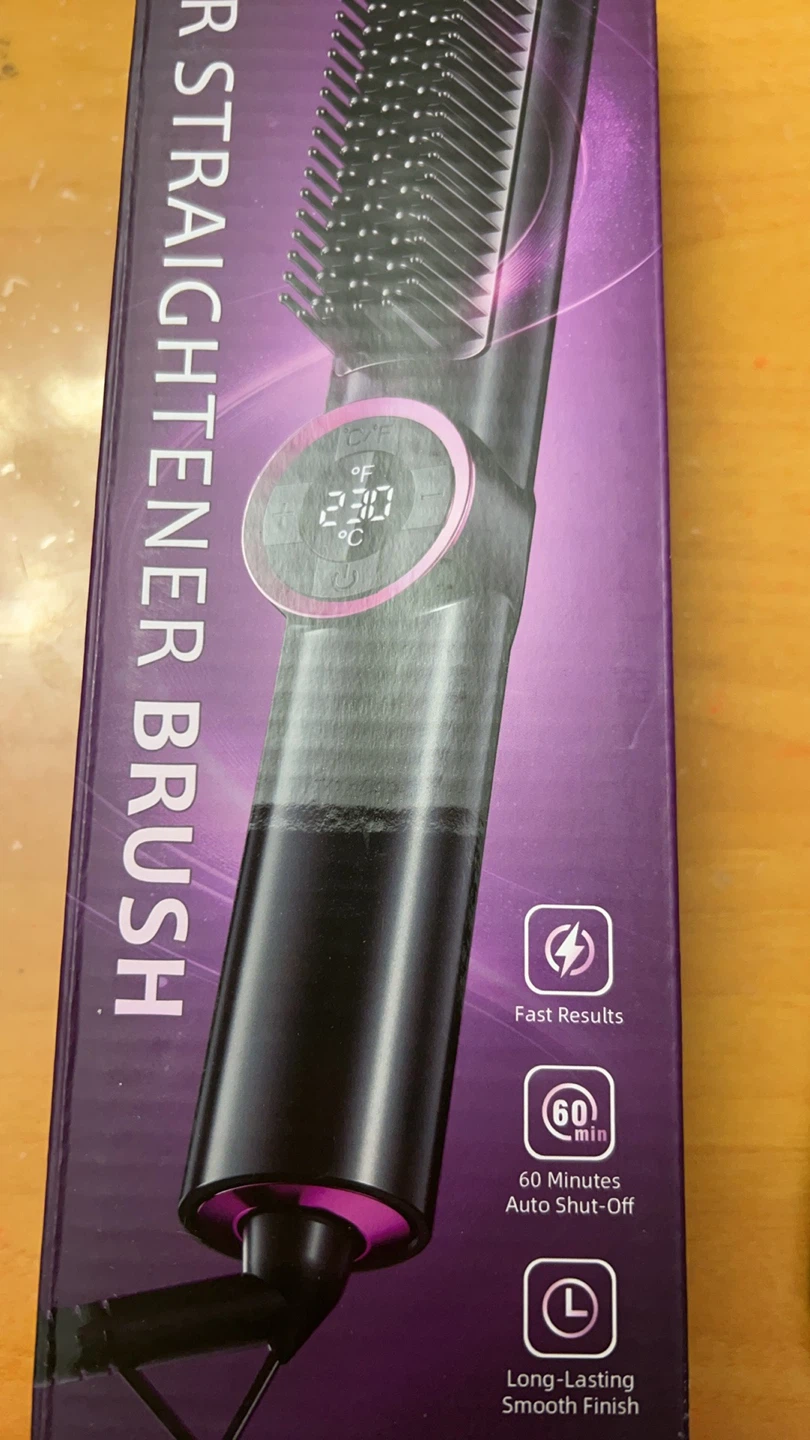 R STRAIGHTENER BRUSH
°C/°F
°F
230
°C
Fast Results
60
min
60 Minutes
Auto Shut-Off
Long-Lasting
Smooth Finish